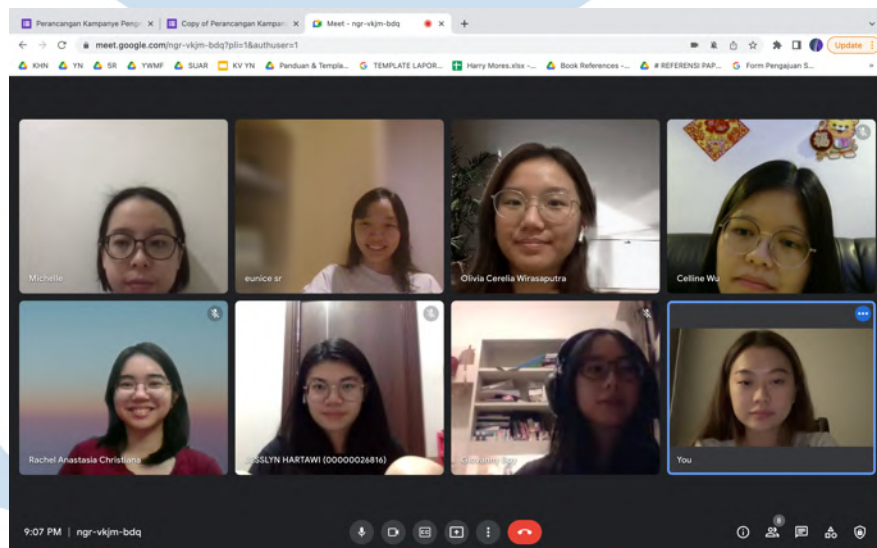 Perancangan Kampanye Pengi
Copy of Perancangan Kampan
Meet - ngr-vkjm-bdq
meet.google.com/ngr-vkjm-bdq?pli=1&authuser=1
Update
KHN YN SR YWMF SUAR KV YN Panduan & Templa... TEMPLATE LAPOR... Harry Mores.xlsx -... Book References -... # REFERENSI PAP... Form Pengajuan S...
Michelle
eunice sr
Olivia Cerelia Wirasaputra
Celline Wu
Rachel Anastasia Christiana
SSLYN HARTAWI (00000026816)
You
9:07 PM | ngr-vkjm-bdq
8